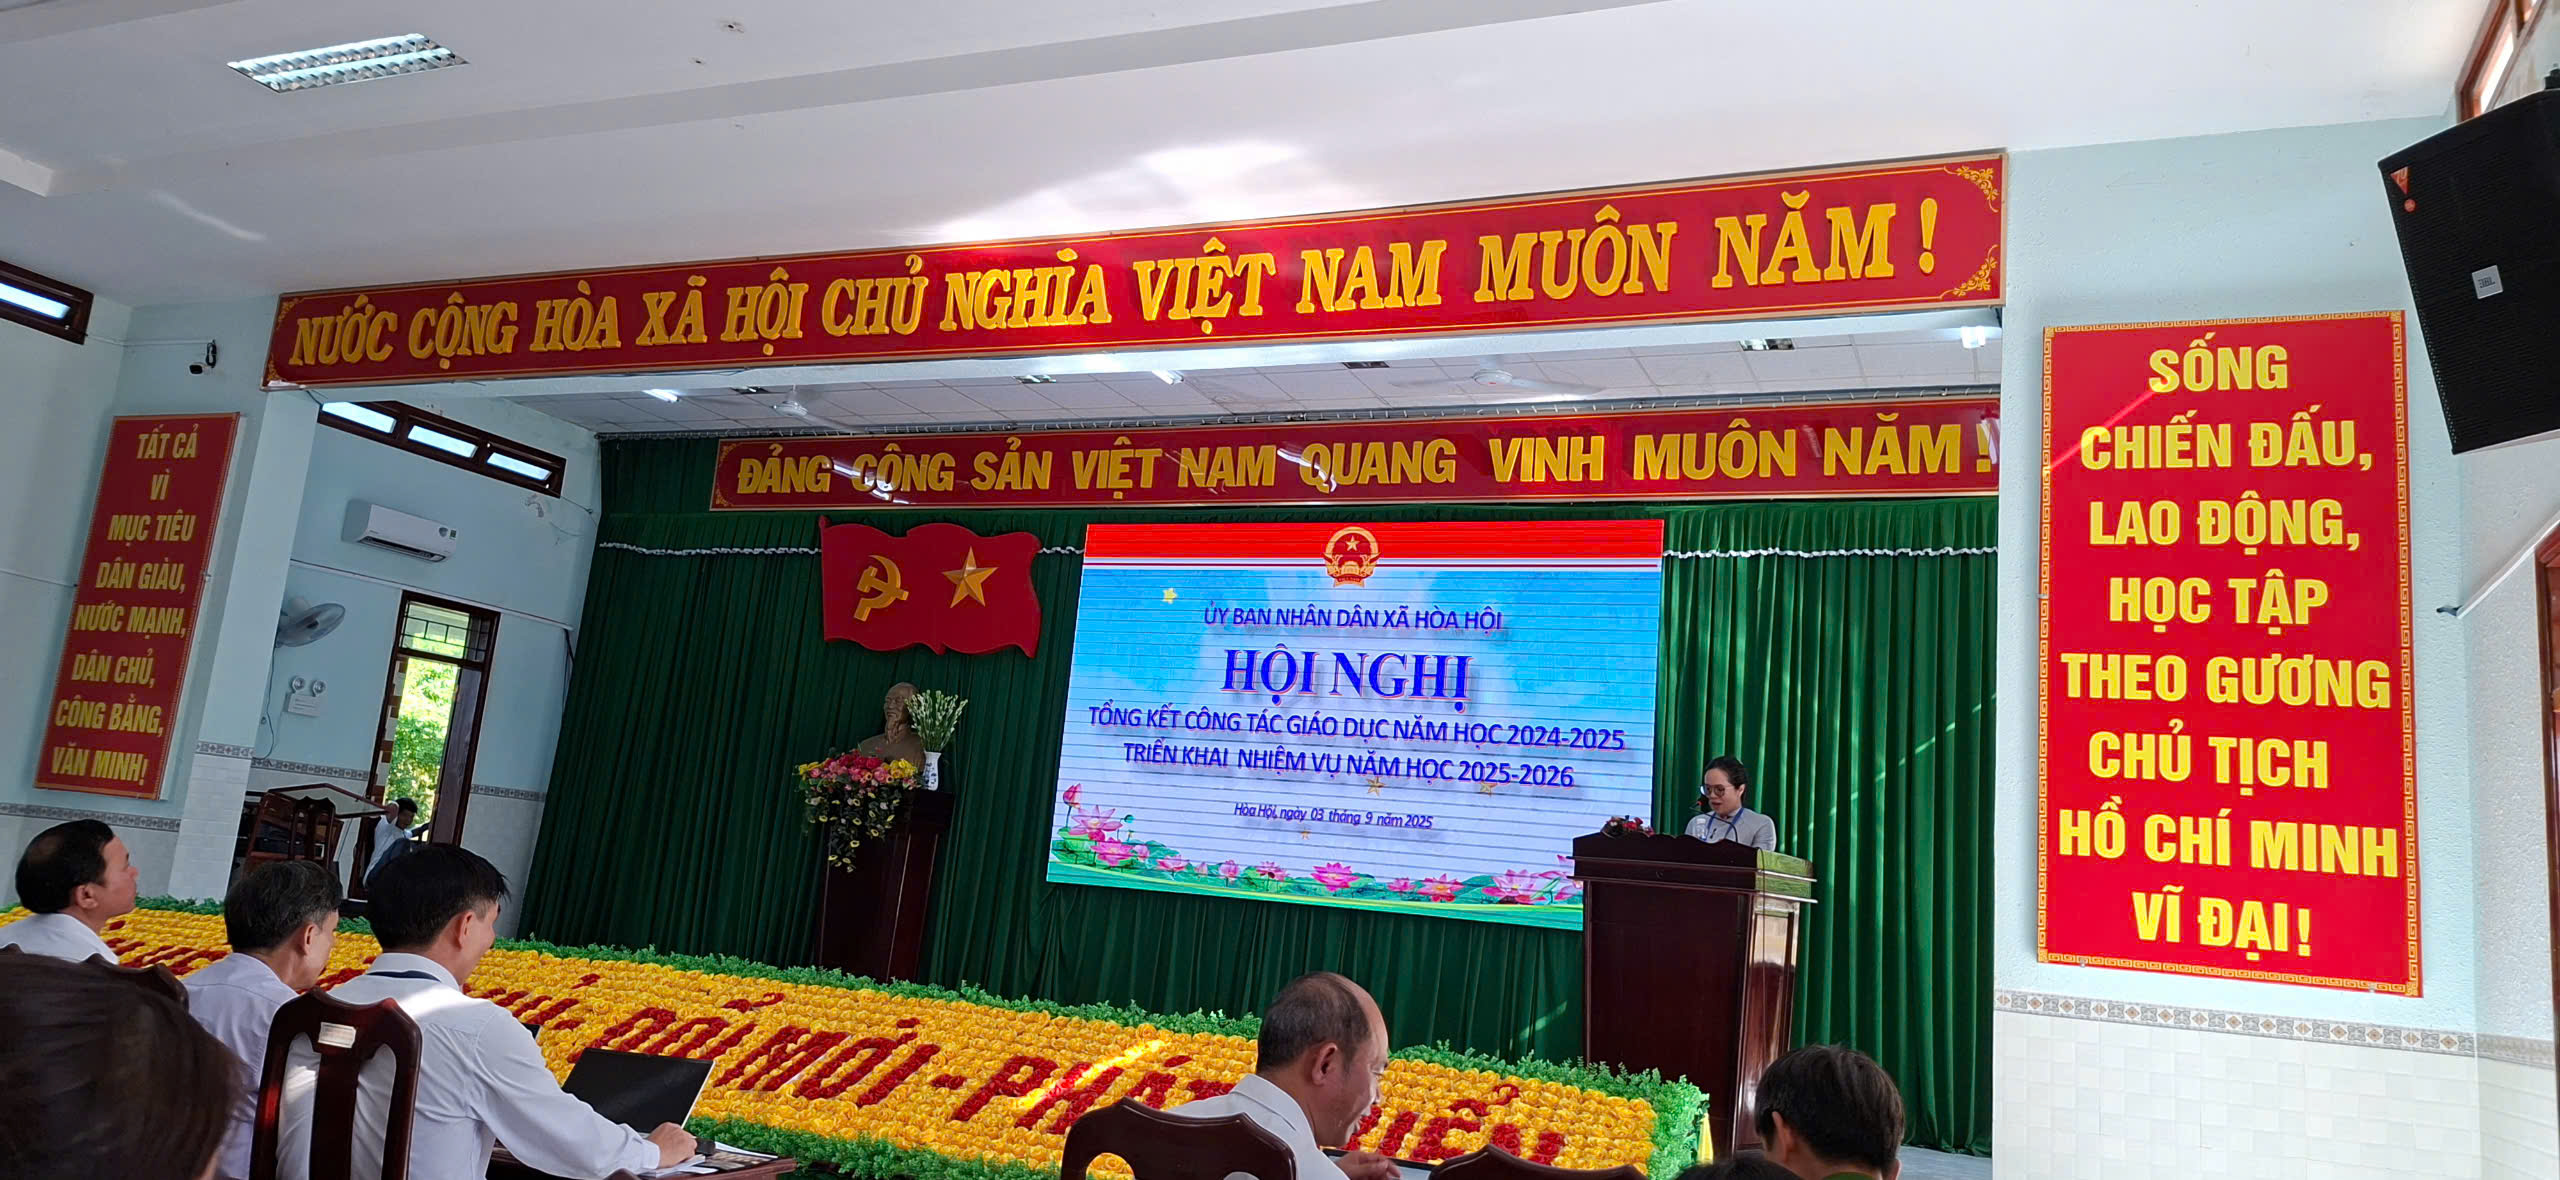 NƯỚC CỘNG HÒA XÃ HỘI CHỦ NGHĨA VIỆT NAM MUÔN NĂM !
ĐẢNG CỘNG SẢN VIỆT NAM QUANG VINH MUÔN NĂM !
TẤT CẢ
VÌ
MỤC TIÊU
DÂN GIÀU,
NƯỚC MẠNH,
DÂN CHỦ,
CÔNG BẰNG,
VĂN MINH!
ỦY BAN NHÂN DÂN XÃ HÒA HỘI
HỘI NGHỊ
TỔNG KẾT CÔNG TÁC GIÁO DỤC NĂM HỌC 2024-2025
TRIỂN KHAI NHIỆM VỤ NĂM HỌC 2025-2026
Hòa Hội, ngày 03 tháng 9 năm 2025
SỐNG
CHIẾN ĐẤU,
LAO ĐỘNG,
HỌC TẬP
THEO GƯƠNG
CHỦ TỊCH
HỒ CHÍ MINH
VĨ ĐẠI!
JBL
ĐỔI MỚI - PHÁT TRIỂN